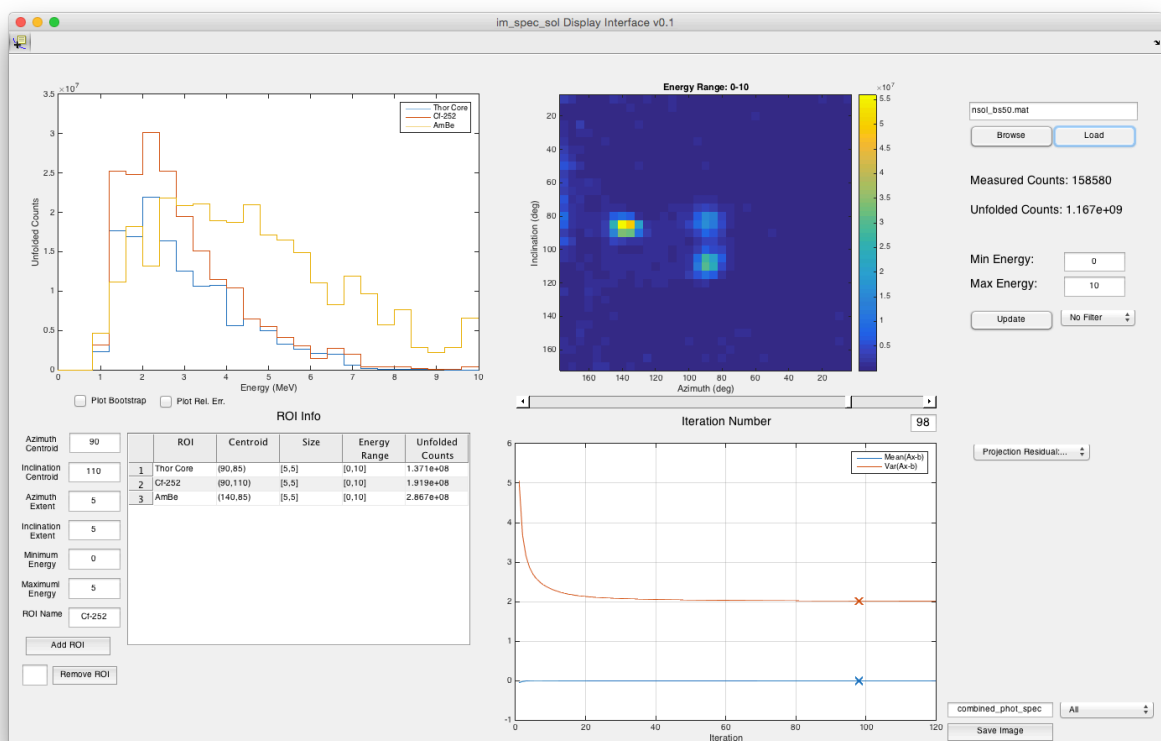 im_spec_sol Display Interface v0.1
×10⁷
3.5
3
2.5
2
1.5
1
0.5
0
Unfolded Counts
Thor Core
Cf-252
AmBe
0 1 2 3 4 5 6 7 8 9 10
Energy (MeV)
Plot Bootstrap
Plot Rel. Err.
Energy Range: 0-10
20
40
60
80
100
120
140
160
Inclination (deg)
160 140 120 100 80 60 40 20
Azimuth (deg)
×10⁷
5.5
5
4.5
4
3.5
3
2.5
2
1.5
1
0.5
nsol_bs50.mat
Browse Load
Measured Counts: 158580
Unfolded Counts: 1.167e+09
Min Energy: 0
Max Energy: 10
Update No Filter
ROI Info
Azimuth Centroid 90
Inclination Centroid 110
Azimuth Extent 5
Inclination Extent 5
Minimum Energy 0
Maximuml Energy 5
ROI Name Cf-252
Add ROI
Remove ROI
ROI Centroid Size Energy Range Unfolded Counts
1 Thor Core (90,85) [5,5] [0,10] 1.371e+08
2 Cf-252 (90,110) [5,5] [0,10] 1.919e+08
3 AmBe (140,85) [5,5] [0,10] 2.867e+08
Iteration Number 98
6
5
4
3
2
1
0
-1
Mean(Ax-b)
Var(Ax-b)
0 20 40 60 80 100 120
Iteration
Projection Residual:...
combined_phot_spec All
Save Image